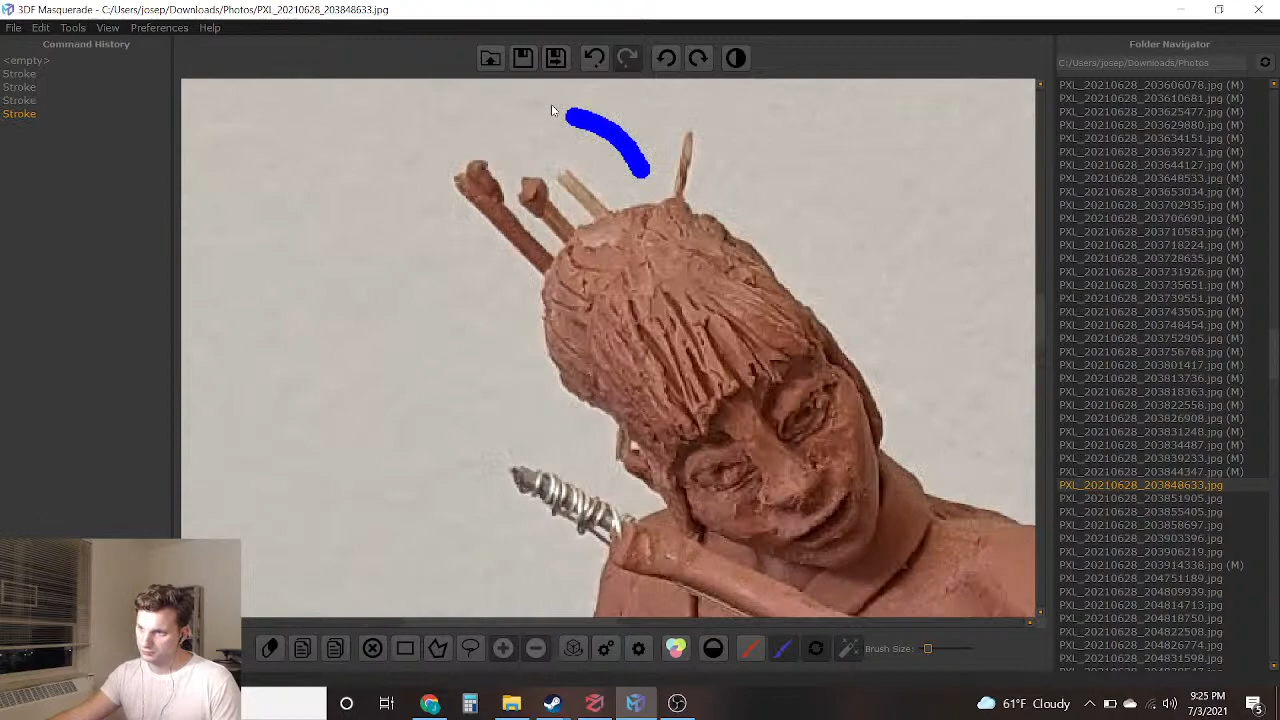 3DF Masquerade - C:/Users/josep/Downloads/Photos/PXL_20210628_203848633.jpg
File Edit Tools View Preferences Help
Command History
<empty>
Stroke
Stroke
Stroke
Stroke
Folder Navigator
C:/Users/josep/Downloads/Photos
PXL_20210628_203606078.jpg (M)
PXL_20210628_203610681.jpg (M)
PXL_20210628_203625477.jpg (M)
PXL_20210628_203629880.jpg (M)
PXL_20210628_203634151.jpg (M)
PXL_20210628_203639271.jpg (M)
PXL_20210628_203644127.jpg (M)
PXL_20210628_203648533.jpg (M)
PXL_20210628_203653034.jpg (M)
PXL_20210628_203702935.jpg (M)
PXL_20210628_203706690.jpg (M)
PXL_20210628_203710583.jpg (M)
PXL_20210628_203718224.jpg (M)
PXL_20210628_203728635.jpg (M)
PXL_20210628_203731926.jpg (M)
PXL_20210628_203735651.jpg (M)
PXL_20210628_203739551.jpg (M)
PXL_20210628_203743505.jpg (M)
PXL_20210628_203748454.jpg (M)
PXL_20210628_203752905.jpg (M)
PXL_20210628_203756768.jpg (M)
PXL_20210628_203801417.jpg (M)
PXL_20210628_203813736.jpg (M)
PXL_20210628_203818363.jpg (M)
PXL_20210628_203822558.jpg (M)
PXL_20210628_203826908.jpg (M)
PXL_20210628_203831248.jpg (M)
PXL_20210628_203834487.jpg (M)
PXL_20210628_203839233.jpg (M)
PXL_20210628_203844347.jpg (M)
PXL_20210628_203848633.jpg
PXL_20210628_203851905.jpg
PXL_20210628_203855405.jpg
PXL_20210628_203858697.jpg
PXL_20210628_203903396.jpg
PXL_20210628_203906219.jpg
PXL_20210628_203914338.jpg (M)
PXL_20210628_204751189.jpg
PXL_20210628_204809939.jpg
PXL_20210628_204814713.jpg
PXL_20210628_204818750.jpg
PXL_20210628_204822508.jpg
PXL_20210628_204826774.jpg
PXL_20210628_204831598.jpg
Brush Size:
61°F Cloudy
9:25 PM
7/3/2021
5